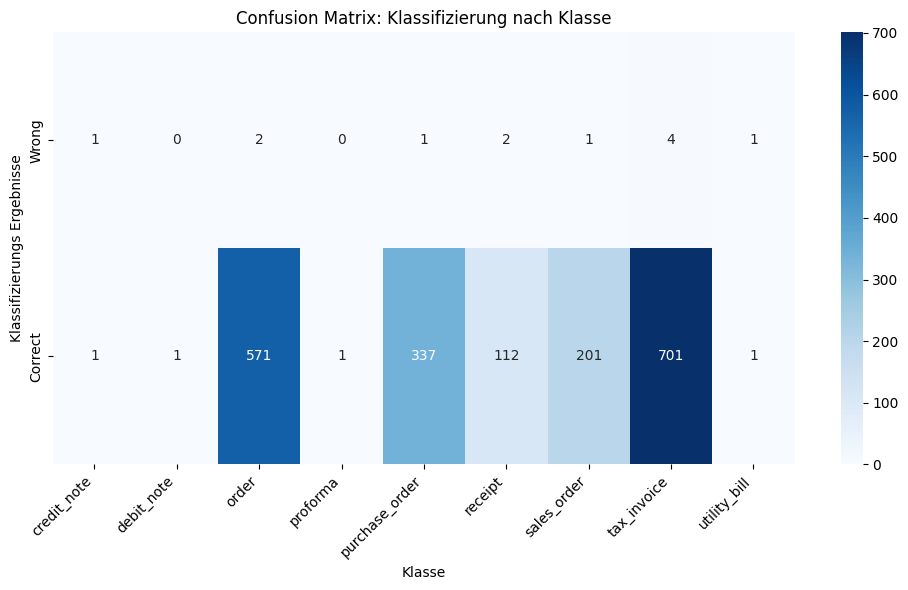 Confusion Matrix: Klassifizierung nach Klasse
Klassifizierungs Ergebnisse
Wrong
1 0 2 0 1 2 1 4 1
Correct
1 1 571 1 337 112 201 701 1
credit_note
debit_note
order
proforma
purchase_order
receipt
sales_order
tax_invoice
utility_bill
Klasse
700
600
500
400
300
200
100
0